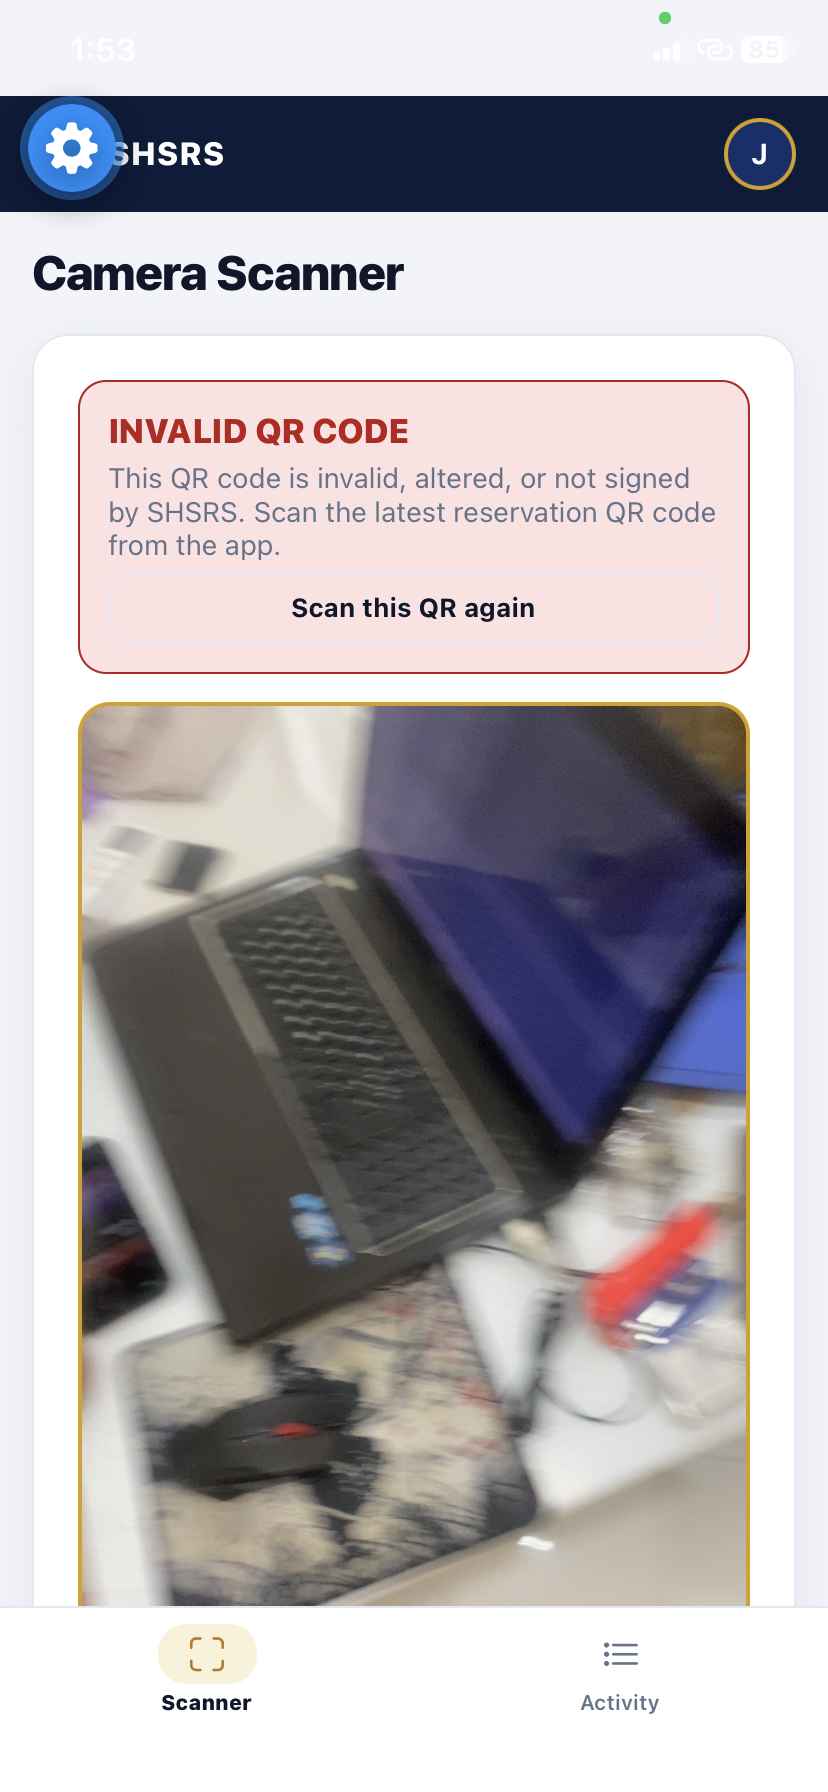 1:53
85
SHSRS
J
Camera Scanner
INVALID QR CODE
This QR code is invalid, altered, or not signed
by SHSRS. Scan the latest reservation QR code
from the app.
Scan this QR again
Scanner
Activity